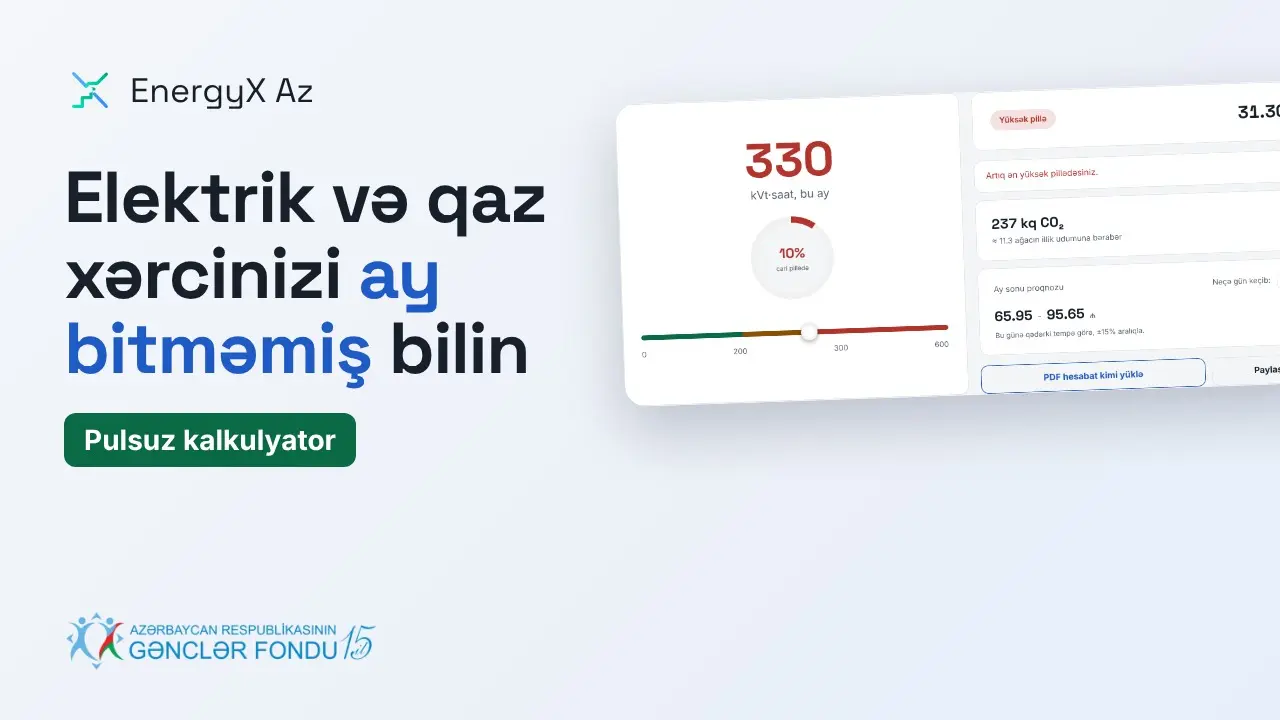 EnergyX Az
Elektrik və qaz
xərcinizi ay
bitməmiş bilin
Pulsuz kalkulyator
AZƏRBAYCAN RESPUBLİKASININ
GƏNCLƏR FONDU 15
330
kVt·saat, bu ay
10%
cari pillədə
0
200
300
600
Yüksək pillə
31.30
Artıq ən yüksək pillədəsiniz.
237 kq CO₂
≈ 11.3 ağacın illik udumuna bərabər
Ay sonu proqnozu
Neçə gün keçib:
65.95 – 95.65 ₼
Bu günə qədərki tempə görə, ±15% aralıqla.
PDF hesabat kimi yüklə